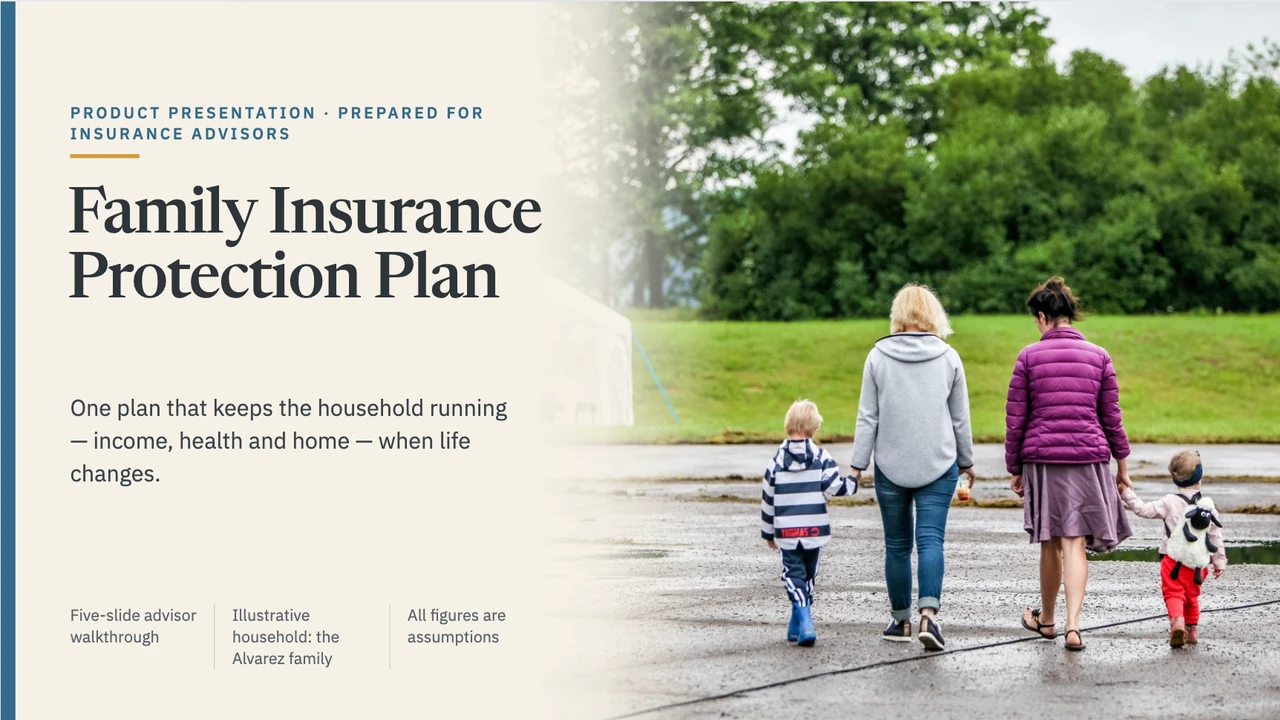 PRODUCT PRESENTATION · PREPARED FOR
INSURANCE ADVISORS
Family Insurance
Protection Plan
One plan that keeps the household running
— income, health and home — when life
changes.
Five-slide advisor
walkthrough
Illustrative
household: the
Alvarez family
All figures are
assumptions
THOMAS